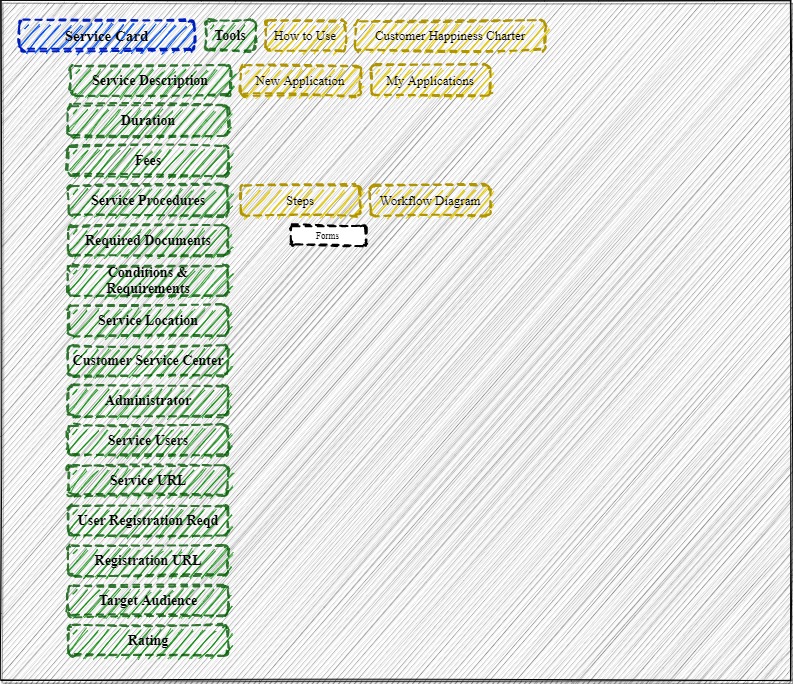 Service Card Tools How to Use Customer Happiness Charter
Service Description New Application My Applications
Duration
Fees
Service Procedures Steps Workflow Diagram
Required Documents Forms
Conditions &
Requirements
Service Location
Customer Service Center
Administrator
Service Users
Service URL
User Registration Reqd
Registration URL
Target Audience
Rating